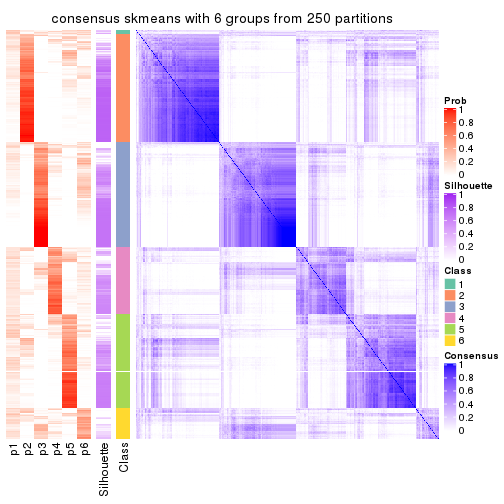 consensus skmeans with 6 groups from 250 partitions
Prob
1
0.8
0.6
0.4
0.2
0
Silhouette
1
0.8
0.6
0.4
0.2
0
Class
1
2
3
4
5
6
Consensus
1
0.8
0.6
0.4
0.2
0
p1
p2
p3
p4
p5
p6
Silhouette
Class